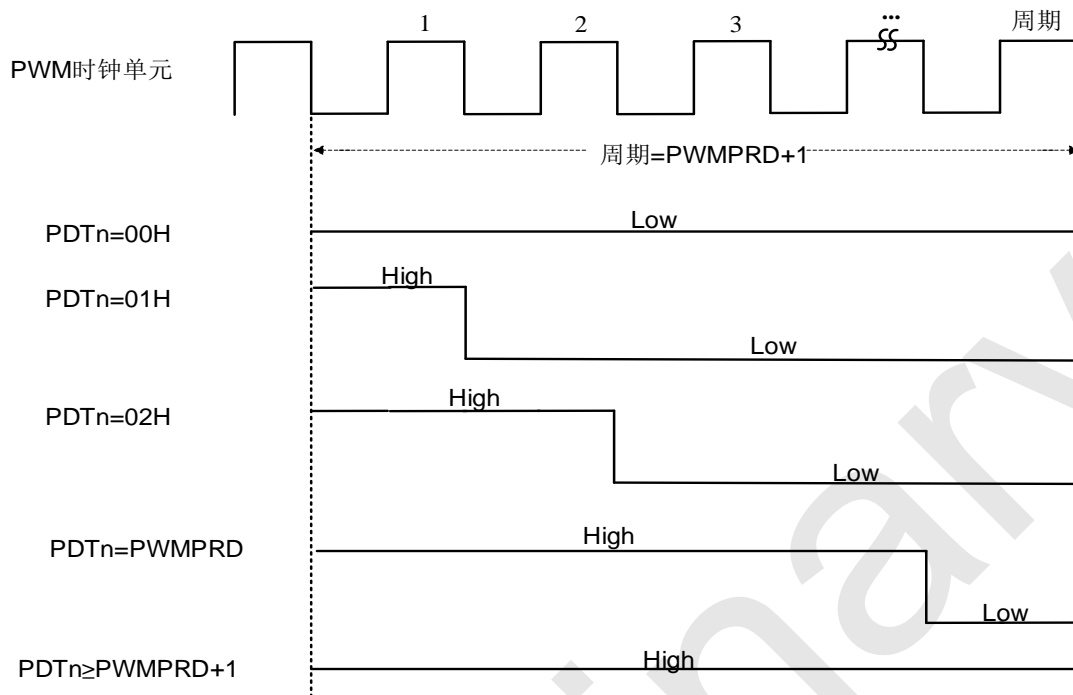 1 2 3 ... 周期
PWM时钟单元
周期=PWMPRD+1
PDTn=00H Low
PDTn=01H High
Low
PDTn=02H High
Low
PDTn=PWMPRD High
Low
PDTn≥PWMPRD+1 High